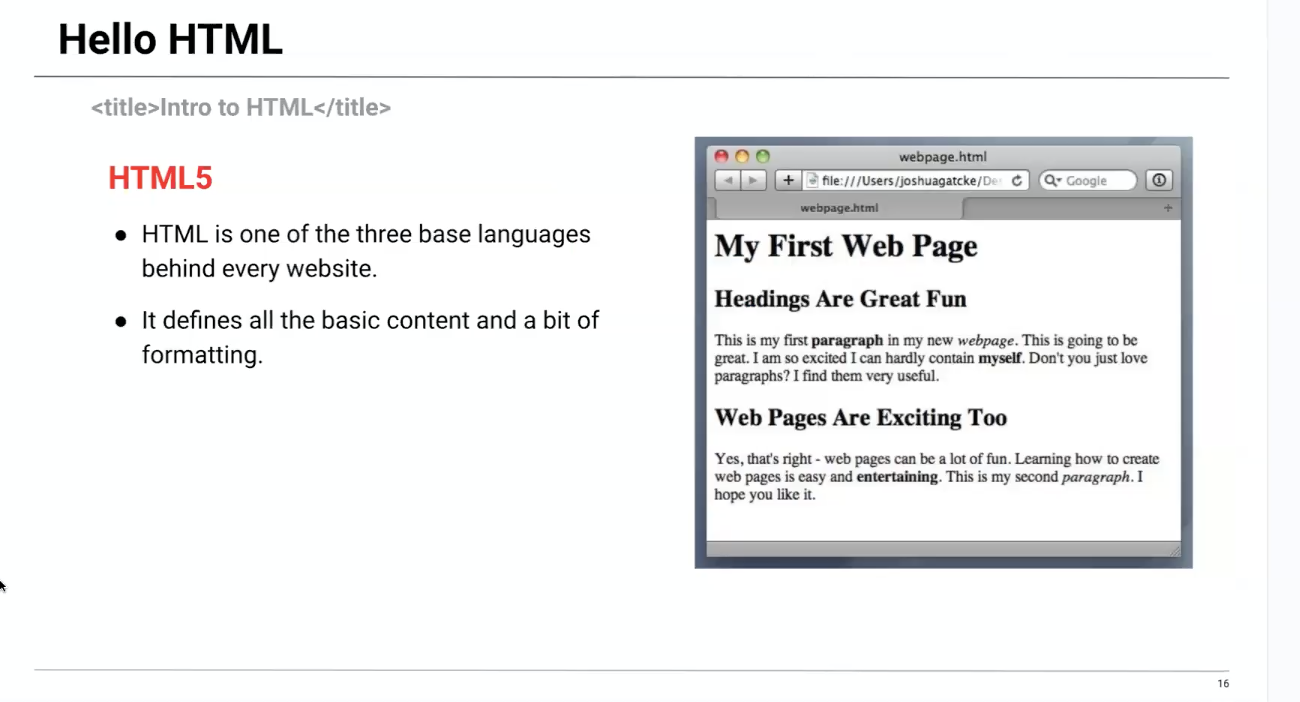 Hello HTML
<title>Intro to HTML</title>
HTML5
● HTML is one of the three base languages
behind every website.
● It defines all the basic content and a bit of
formatting.
webpage.html
file:///Users/joshuagatcke/De
Google
webpage.html
My First Web Page
Headings Are Great Fun
This is my first paragraph in my new webpage. This is going to be
great. I am so excited I can hardly contain myself. Don't you just love
paragraphs? I find them very useful.
Web Pages Are Exciting Too
Yes, that's right - web pages can be a lot of fun. Learning how to create
web pages is easy and entertaining. This is my second paragraph. I
hope you like it.
16